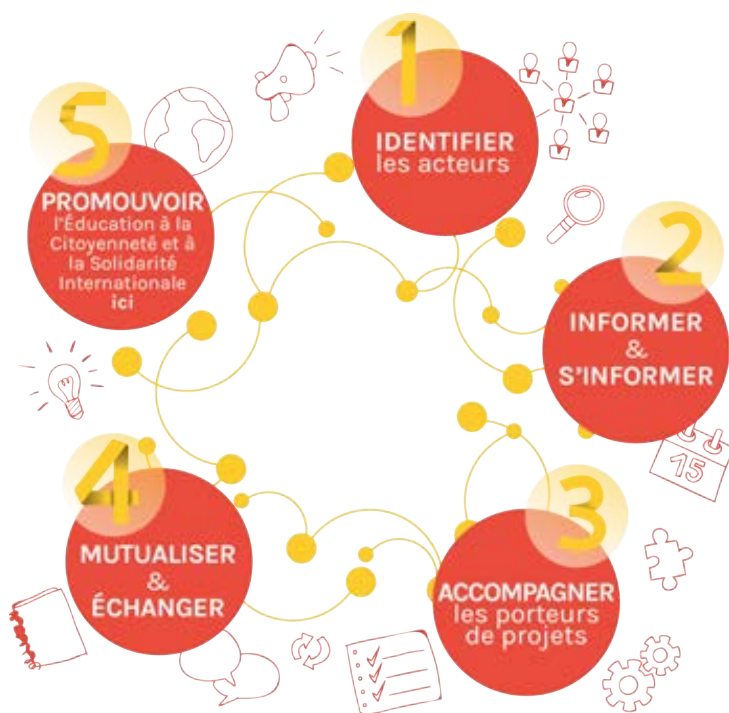 1
IDENTIFIER
les acteurs
2
INFORMER
&
S'INFORMER
15
3
ACCOMPAGNER
les porteurs
de projets
4
MUTUALISER
&
ÉCHANGER
5
PROMOUVOIR
l'Éducation à la
Citoyenneté et à
la Solidarité
Internationale
ici